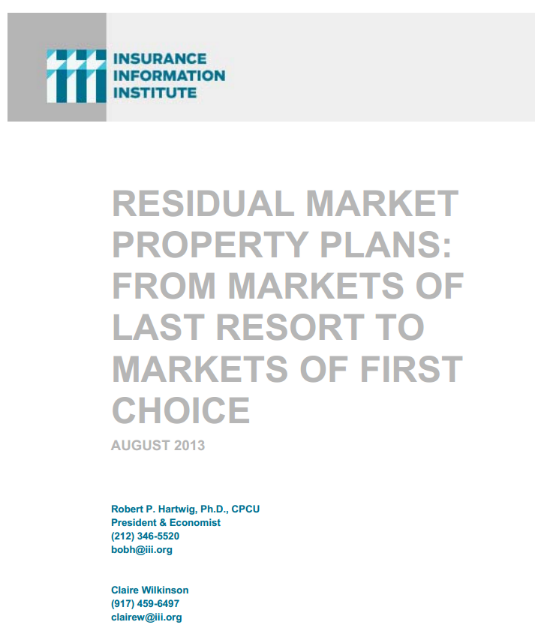 INSURANCE
INFORMATION
INSTITUTE
RESIDUAL MARKET
PROPERTY PLANS:
FROM MARKETS OF
LAST RESORT TO
MARKETS OF FIRST
CHOICE
AUGUST 2013
Robert P. Hartwig, Ph.D., CPCU
President & Economist
(212) 346-5520
bobh@iii.org
Claire Wilkinson
(917) 459-6497
clairew@iii.org